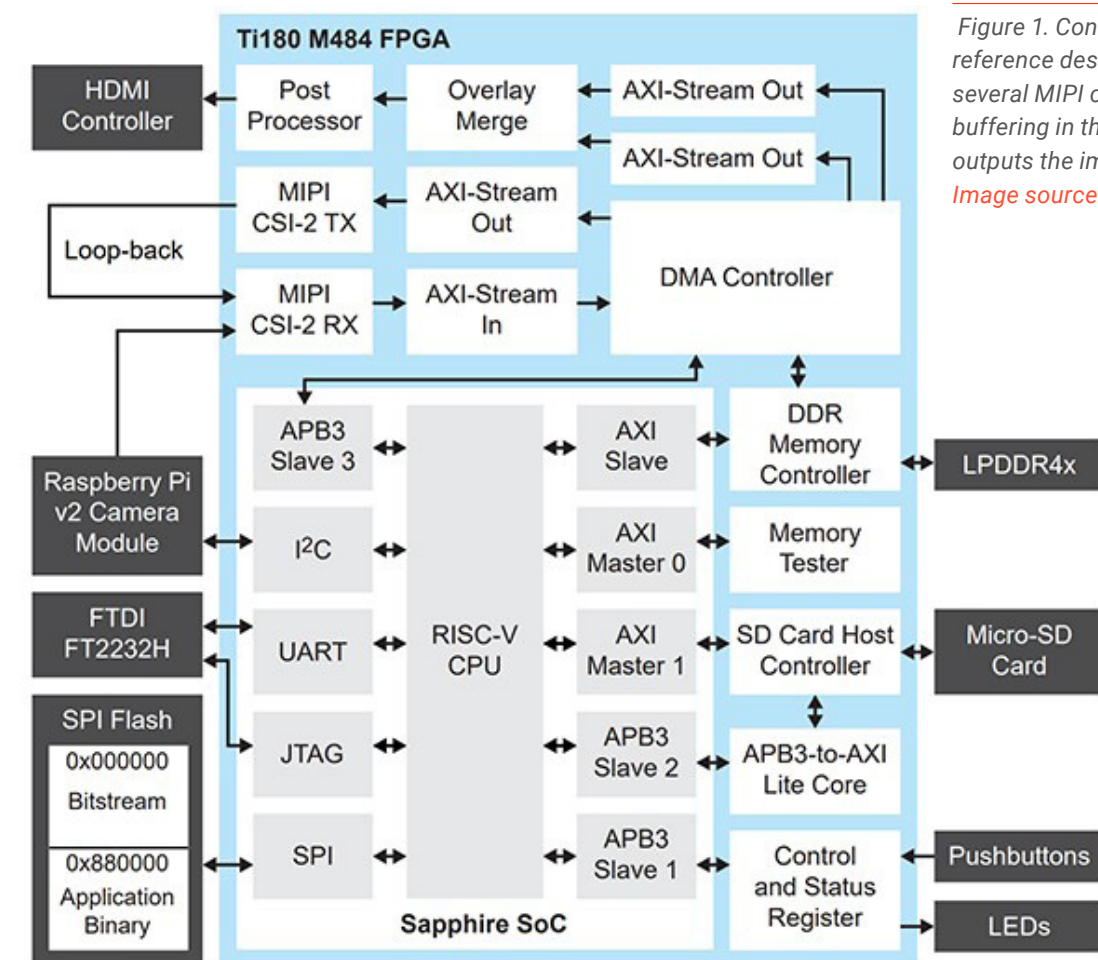 Ti180 M484 FPGA
Figure 1. Con
reference des
several MIPI c
buffering in th
outputs the im
Image source
HDMI
Controller
Post
Processor
Overlay
Merge
AXI-Stream Out
AXI-Stream Out
MIPI
CSI-2 TX
AXI-Stream
Out
Loop-back
DMA Controller
MIPI
CSI-2 RX
AXI-Stream
In
APB3
Slave 3
AXI
Slave
DDR
Memory
Controller
LPDDR4x
Raspberry Pi
v2 Camera
Module
I²C
AXI
Master 0
Memory
Tester
FTDI
FT2232H
UART
RISC-V
CPU
AXI
Master 1
SD Card Host
Controller
Micro-SD
Card
SPI Flash
0x000000
Bitstream
0x880000
Application
Binary
JTAG
APB3
Slave 2
APB3-to-AXI
Lite Core
SPI
APB3
Slave 1
Control
and Status
Register
Pushbuttons
LEDs
Sapphire SoC